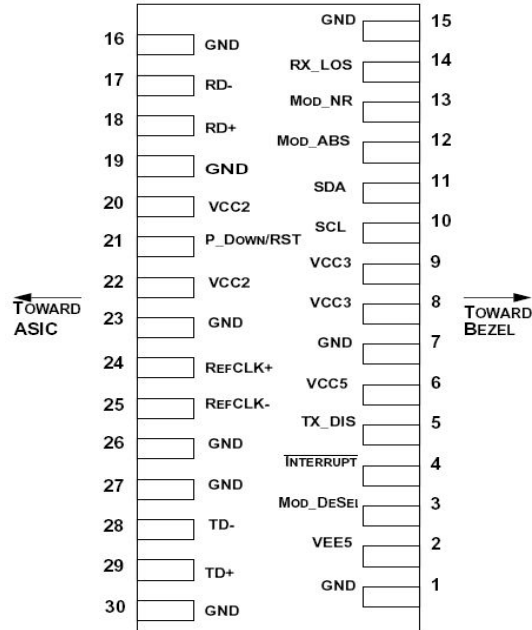 GND 15
16 GND
RX_LOS 14
17 RD-
MOD_NR 13
18 RD+
MOD_ABS 12
19 GND
SDA 11
20 VCC2
SCL 10
21 P_DOWN/RST
VCC3 9
22 VCC2
TOWARD ASIC
VCC3 8
TOWARD BEZEL
23 GND
GND 7
24 REFCLK+
VCC5 6
25 REFCLK-
TX_DIS 5
26 GND
INTERRUPT 4
27 GND
MOD_DESEL 3
28 TD-
VEE5 2
29 TD+
GND 1
30 GND